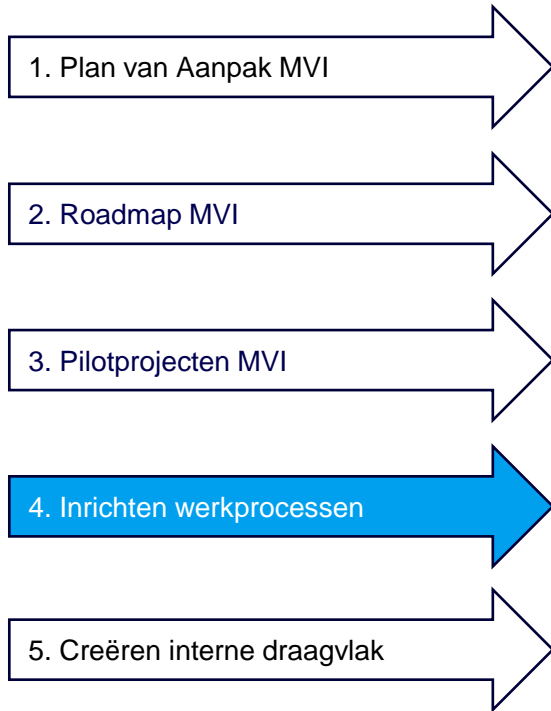 1. Plan van Aanpak MVI
2. Roadmap MVI
3. Pilotprojecten MVI
4. Inrichten werkprocessen
5. Creëren interne draagvlak